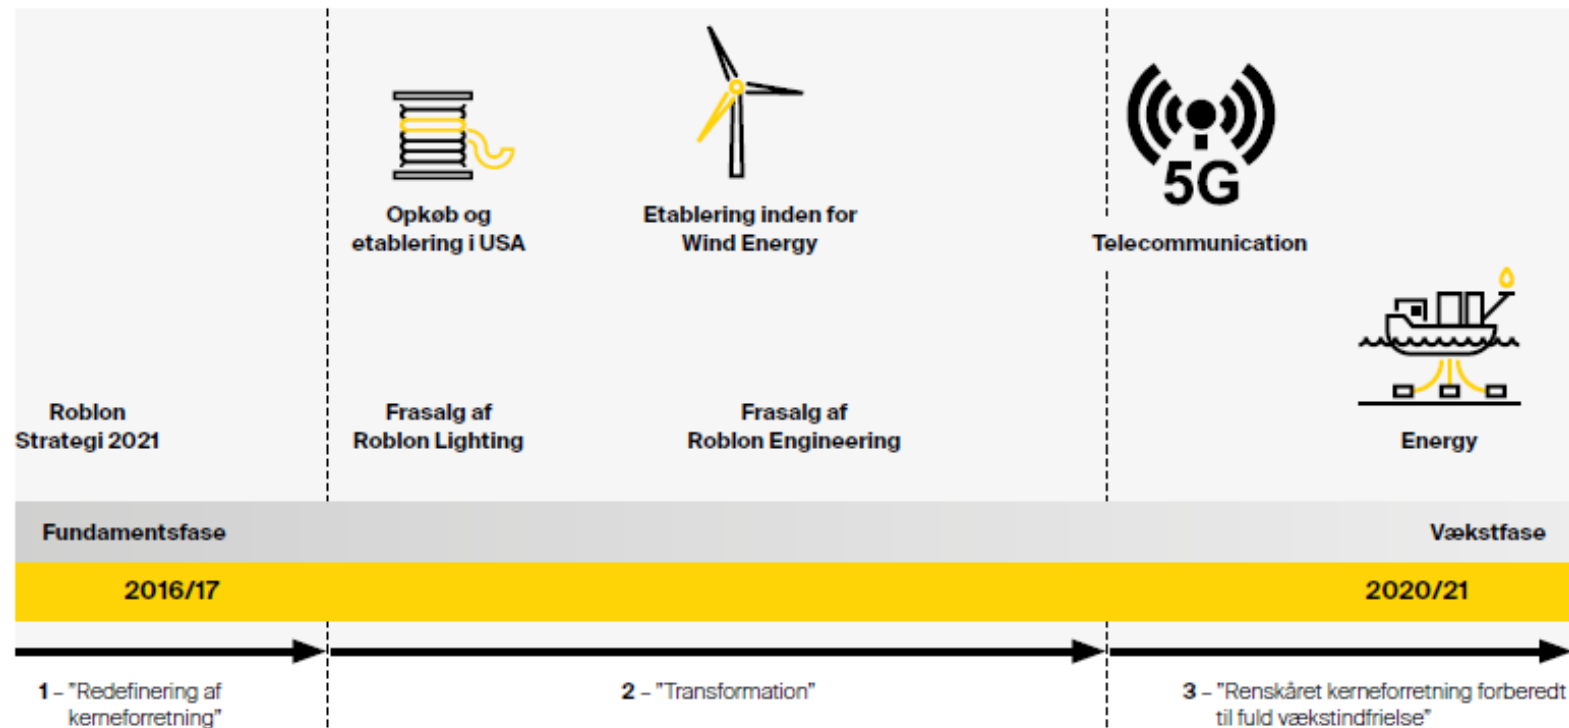 5G
Opkøb og
etablering i USA
Etablering inden for
Wind Energy
Telecommunication
Roblon
Strategi 2021
Frasalg af
Roblon Lighting
Frasalg af
Roblon Engineering
Energy
Fundamentsfase
Vækstfase
2016/17
2020/21
1 – ”Redefinering af
kerneforretning”
2 – ”Transformation”
3 – ”Renskåret kerneforretning forberedt
til fuld vækstindfrielse”